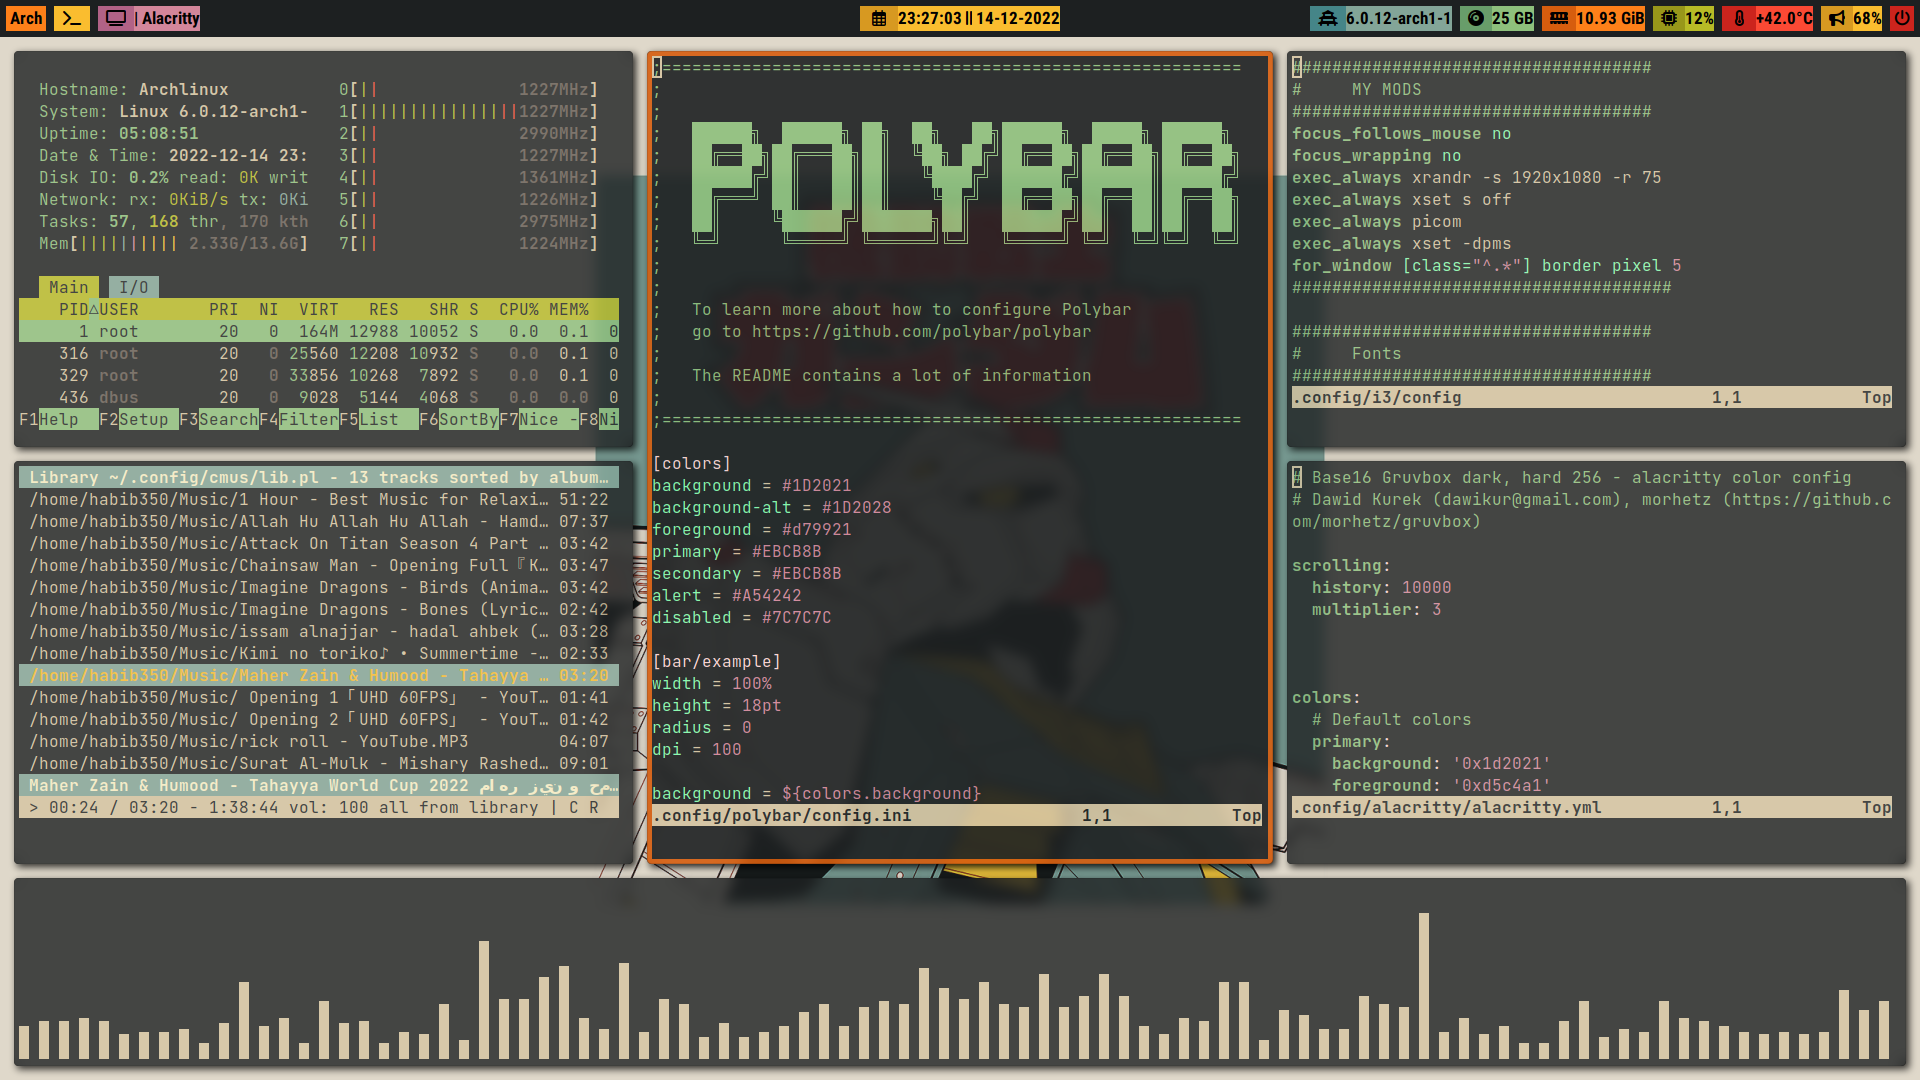 Arch
| Alacritty
23:27:03 || 14-12-2022
6.0.12-arch1-1
25 GB
10.93 GiB
12%
+42.0°C
68%
Hostname: Archlinux
System: Linux 6.0.12-arch1-
Uptime: 05:08:51
Date & Time: 2022-12-14 23:
Disk IO: 0.2% read: 0K writ
Network: rx: 0KiB/s tx: 0Ki
Tasks: 57, 168 thr, 170 kth
Mem[|||||||||| 2.33G/13.6G]
0[|| 1227MHz]
1[|||||||||||||||| 1227MHz]
2[|| 2990MHz]
3[|| 1227MHz]
4[|| 1361MHz]
5[|| 1226MHz]
6[|| 2975MHz]
7[|| 1224MHz]
Main I/O
PID△USER PRI NI VIRT RES SHR S CPU% MEM%
1 root 20 0 164M 12988 10052 S 0.0 0.1 0
316 root 20 0 25560 12208 10932 S 0.0 0.1 0
329 root 20 0 33856 10268 7892 S 0.0 0.1 0
436 dbus 20 0 9028 5144 4068 S 0.0 0.0 0
F1Help F2Setup F3SearchF4FilterF5List F6SortByF7Nice -F8Ni
Library ~/.config/cmus/lib.pl - 13 tracks sorted by album…
/home/habib350/Music/1 Hour - Best Music for Relaxi… 51:22
/home/habib350/Music/Allah Hu Allah Hu Allah - Hamd… 07:37
/home/habib350/Music/Attack On Titan Season 4 Part … 03:42
/home/habib350/Music/Chainsaw Man - Opening Full『K… 03:47
/home/habib350/Music/Imagine Dragons - Birds (Anima… 03:42
/home/habib350/Music/Imagine Dragons - Bones (Lyric… 02:42
/home/habib350/Music/issam alnajjar - hadal ahbek (… 03:28
/home/habib350/Music/Kimi no toriko♪ • Summertime -… 02:33
/home/habib350/Music/Maher Zain & Humood - Tahayya … 03:20
/home/habib350/Music/ Opening 1「UHD 60FPS」 - YouT… 01:41
/home/habib350/Music/ Opening 2「UHD 60FPS」 - YouT… 01:42
/home/habib350/Music/rick roll - YouTube.MP3 04:07
/home/habib350/Music/Surat Al-Mulk - Mishary Rashed… 09:01
Maher Zain & Humood - Tahayya World Cup 2022
> 00:24 / 03:20 - 1:38:44 vol: 100 all from library | C R
;==========================================================
;
;
; POLYBAR
;
;
;
;
;
;
;
; To learn more about how to configure Polybar
; go to https://github.com/polybar/polybar
;
; The README contains a lot of information
;
;==========================================================
[colors]
background = #1D2021
background-alt = #1D2028
foreground = #d79921
primary = #EBCB8B
secondary = #EBCB8B
alert = #A54242
disabled = #7C7C7C
[bar/example]
width = 100%
height = 18pt
radius = 0
dpi = 100
background = ${colors.background}
.config/polybar/config.ini 1,1 Top
####################################
# MY MODS
####################################
focus_follows_mouse no
focus_wrapping no
exec_always xrandr -s 1920x1080 -r 75
exec_always xset s off
exec_always picom
exec_always xset -dpms
for_window [class="^.*"] border pixel 5
######################################
####################################
# Fonts
####################################
.config/i3/config 1,1 Top
# Base16 Gruvbox dark, hard 256 - alacritty color config
# Dawid Kurek (dawikur@gmail.com), morhetz (https://github.c
om/morhetz/gruvbox)
scrolling:
history: 10000
multiplier: 3
colors:
# Default colors
primary:
background: '0x1d2021'
foreground: '0xd5c4a1'
.config/alacritty/alacritty.yml 1,1 Top